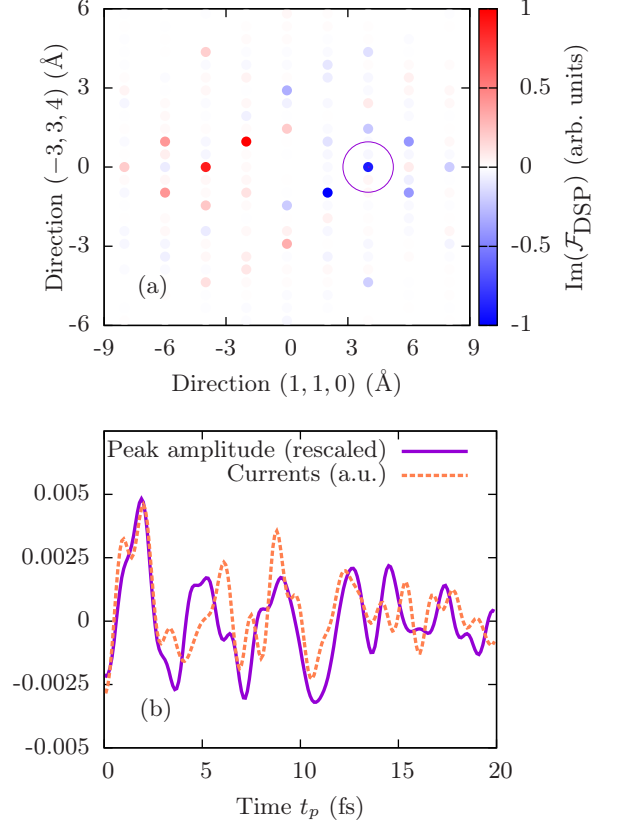 6
3
0
-3
-6
Direction (−3, 3, 4) (Å)
(a)
-9 -6 -3 0 3 6 9
Direction (1, 1, 0) (Å)
1
0.5
0
-0.5
-1
Im(ℱ_DSP) (arb. units)
Peak amplitude (rescaled)
Currents (a.u.)
0.005
0.0025
0
-0.0025
-0.005
(b)
0 5 10 15 20
Time t_p (fs)